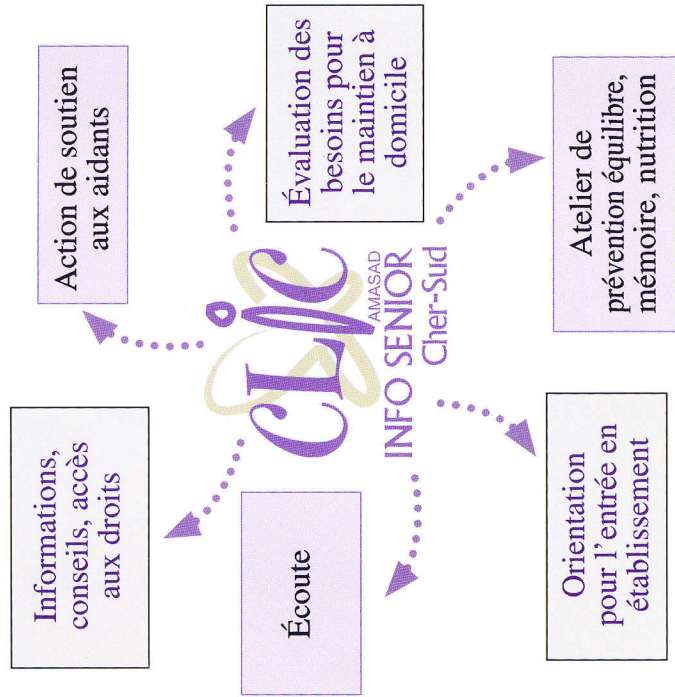 Informations,
conseils, accès
aux droits
Action de soutien
aux aidants
Écoute
CLIC
AMASAD
INFO SENIOR
Cher-Sud
Évaluation des
besoins pour
le maintien à
domicile
Orientation
pour l'entrée en
établissement
Atelier de
prévention équilibre,
mémoire, nutrition